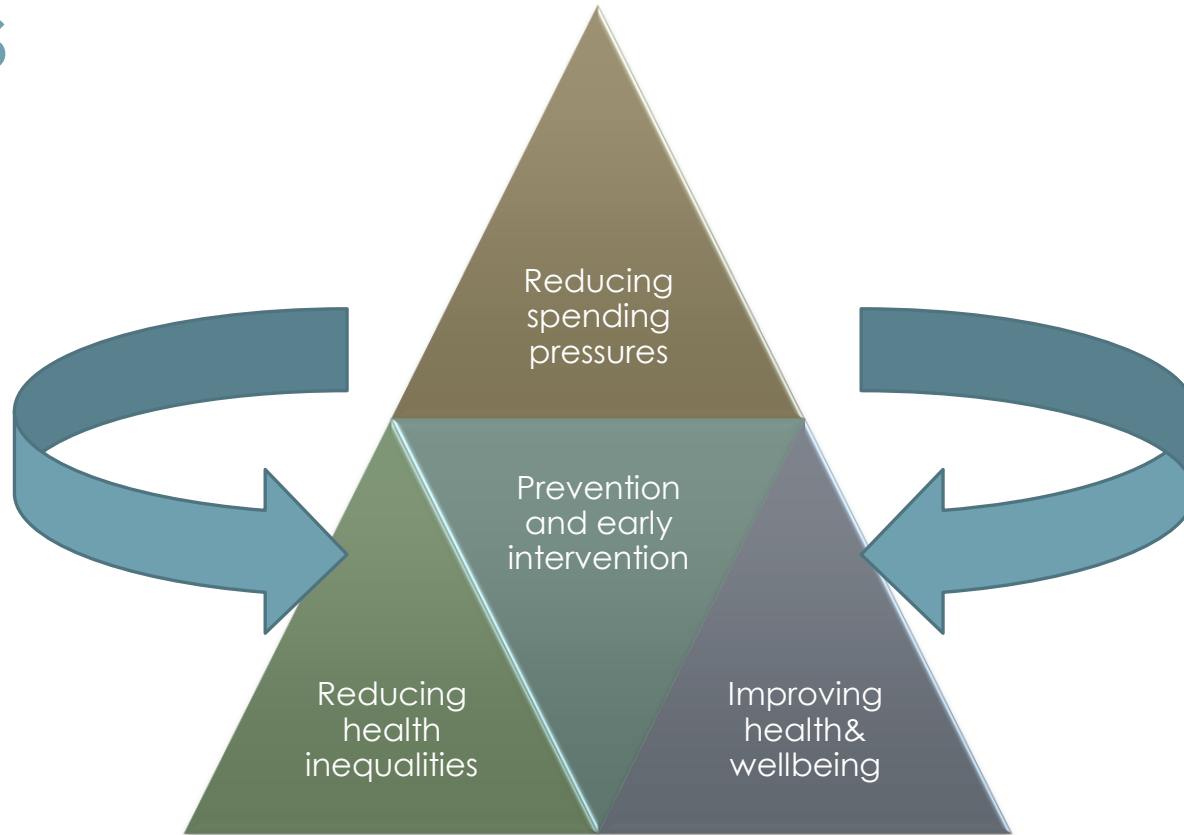 s
Reducing
spending
pressures
Prevention
and early
intervention
Reducing
health
inequalities
Improving
health&
wellbeing